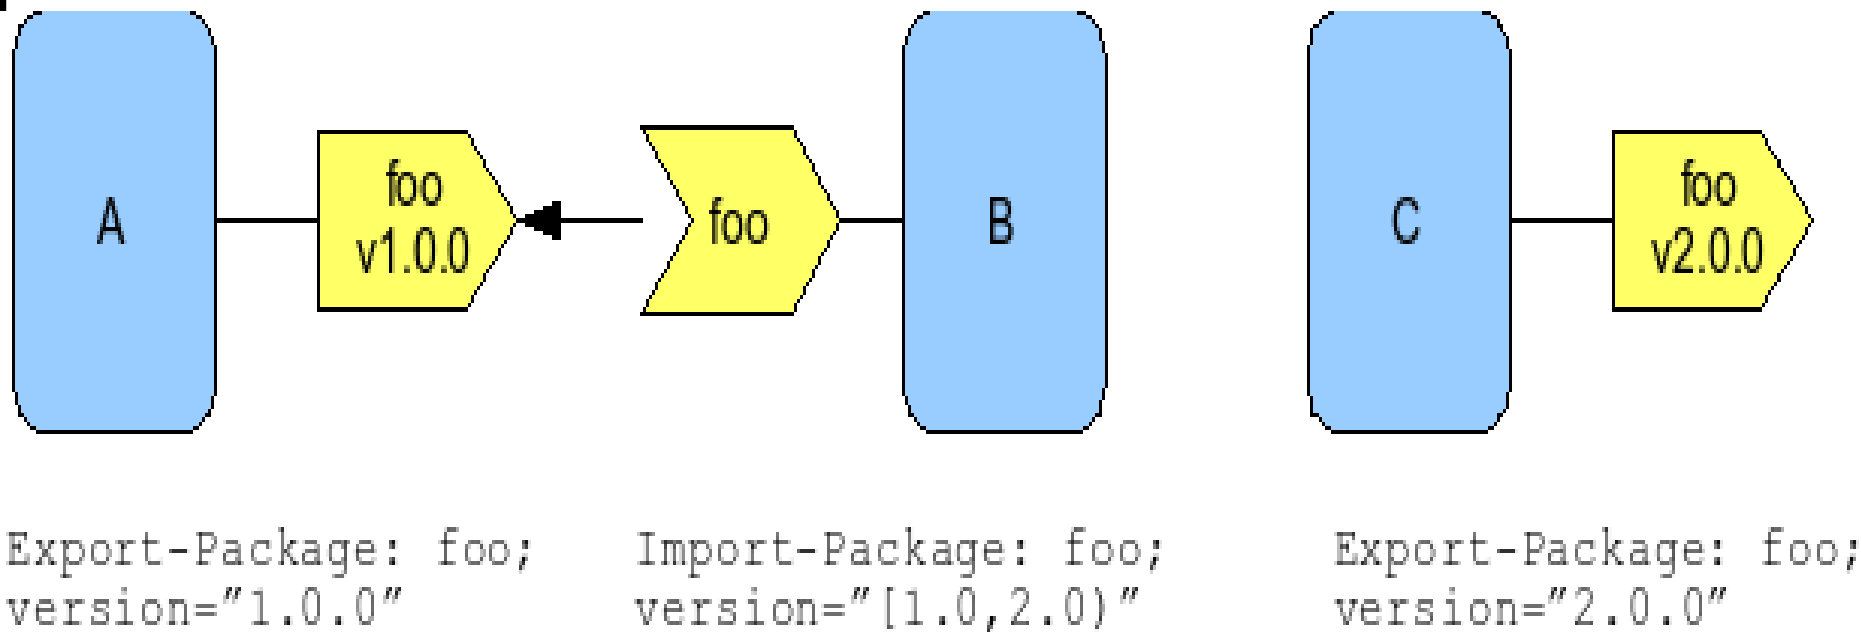 A
foo
v1.0.0
foo
B
C
foo
v2.0.0
Export-Package: foo;
version="1.0.0"
Import-Package: foo;
version="[1.0,2.0)"
Export-Package: foo;
version="2.0.0"